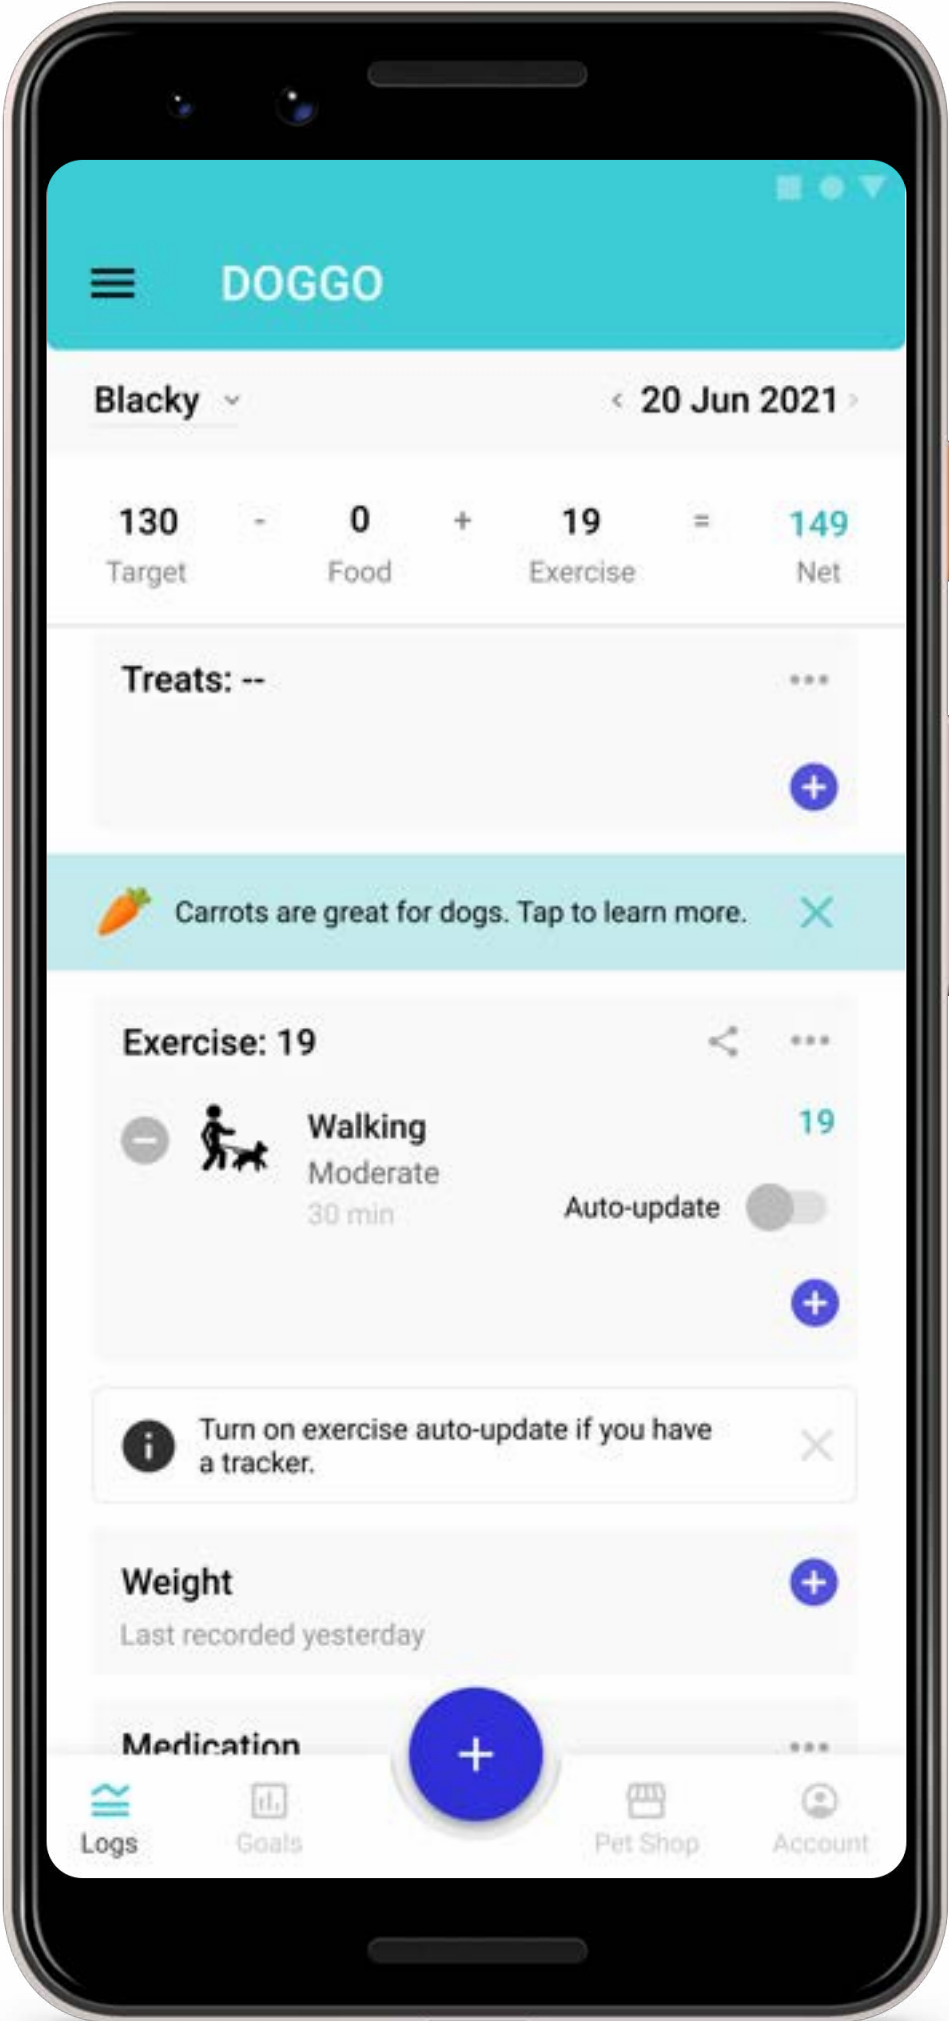 DOGGO
Blacky
20 Jun 2021
130 - 0 + 19 = 149
Target Food Exercise Net
Treats: --
Carrots are great for dogs. Tap to learn more.
Exercise: 19
Walking 19
Moderate
30 min
Auto-update
Turn on exercise auto-update if you have
a tracker.
Weight
Last recorded yesterday
Medication
Logs Goals Pet Shop Account